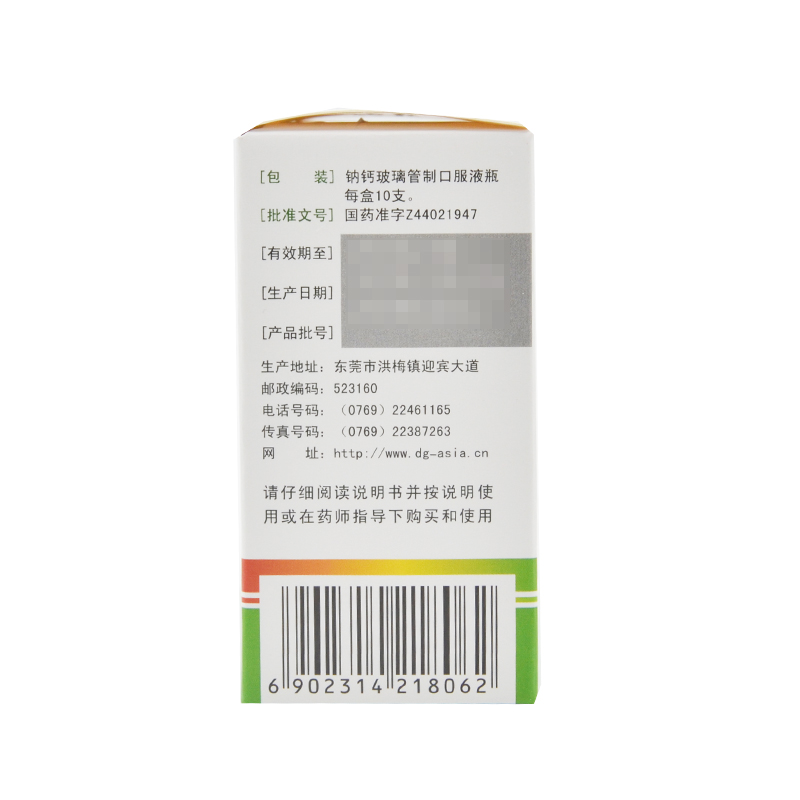 [包　装] 钠钙玻璃管制口服液瓶
每盒10支。
[批准文号] 国药准字Z44021947
[有效期至]
[生产日期]
[产品批号]
生产地址：东莞市洪梅镇迎宾大道
邮政编码：523160
电话号码：（0769）22461165
传真号码：（0769）22387263
网　址：http://www.dg-asia.cn
请仔细阅读说明书并按说明使
用或在药师指导下购买和使用
6 902314 218062